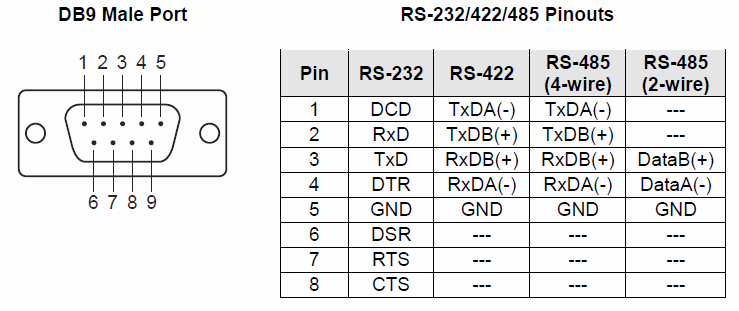 DB9 Male Port
1 2 3 4 5
6 7 8 9
RS-232/422/485 Pinouts
Pin RS-232 RS-422 RS-485 (4-wire) RS-485 (2-wire)
1 DCD TxDA(-) TxDA(-) ---
2 RxD TxDB(+) TxDB(+) ---
3 TxD RxDB(+) RxDB(+) DataB(+)
4 DTR RxDA(-) RxDA(-) DataA(-)
5 GND GND GND GND
6 DSR --- --- ---
7 RTS --- --- ---
8 CTS --- --- ---